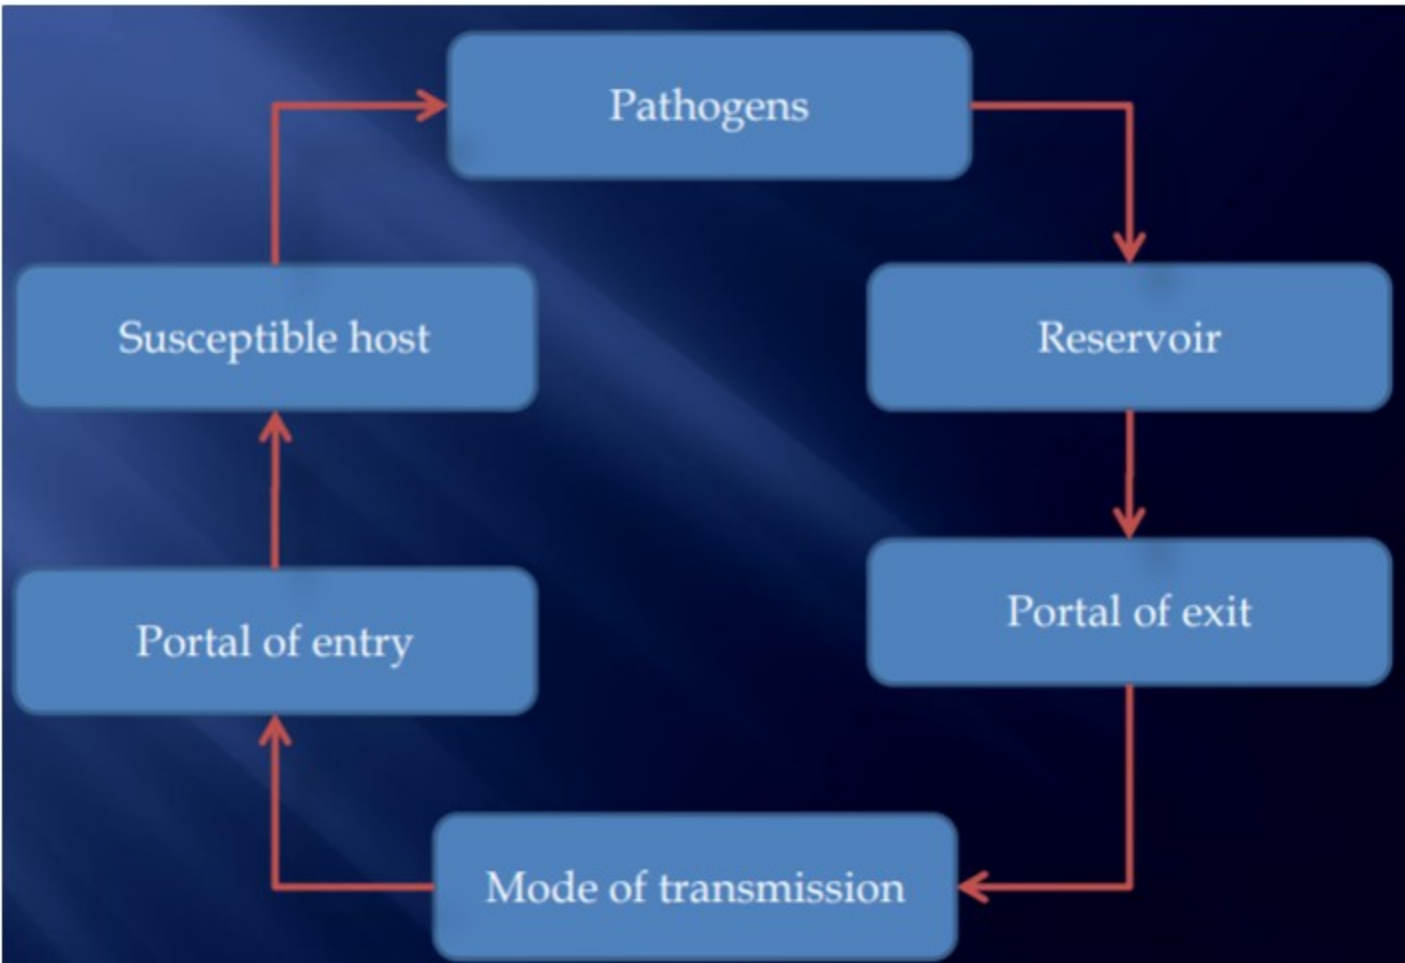 Pathogens
Reservoir
Portal of exit
Mode of transmission
Portal of entry
Susceptible host